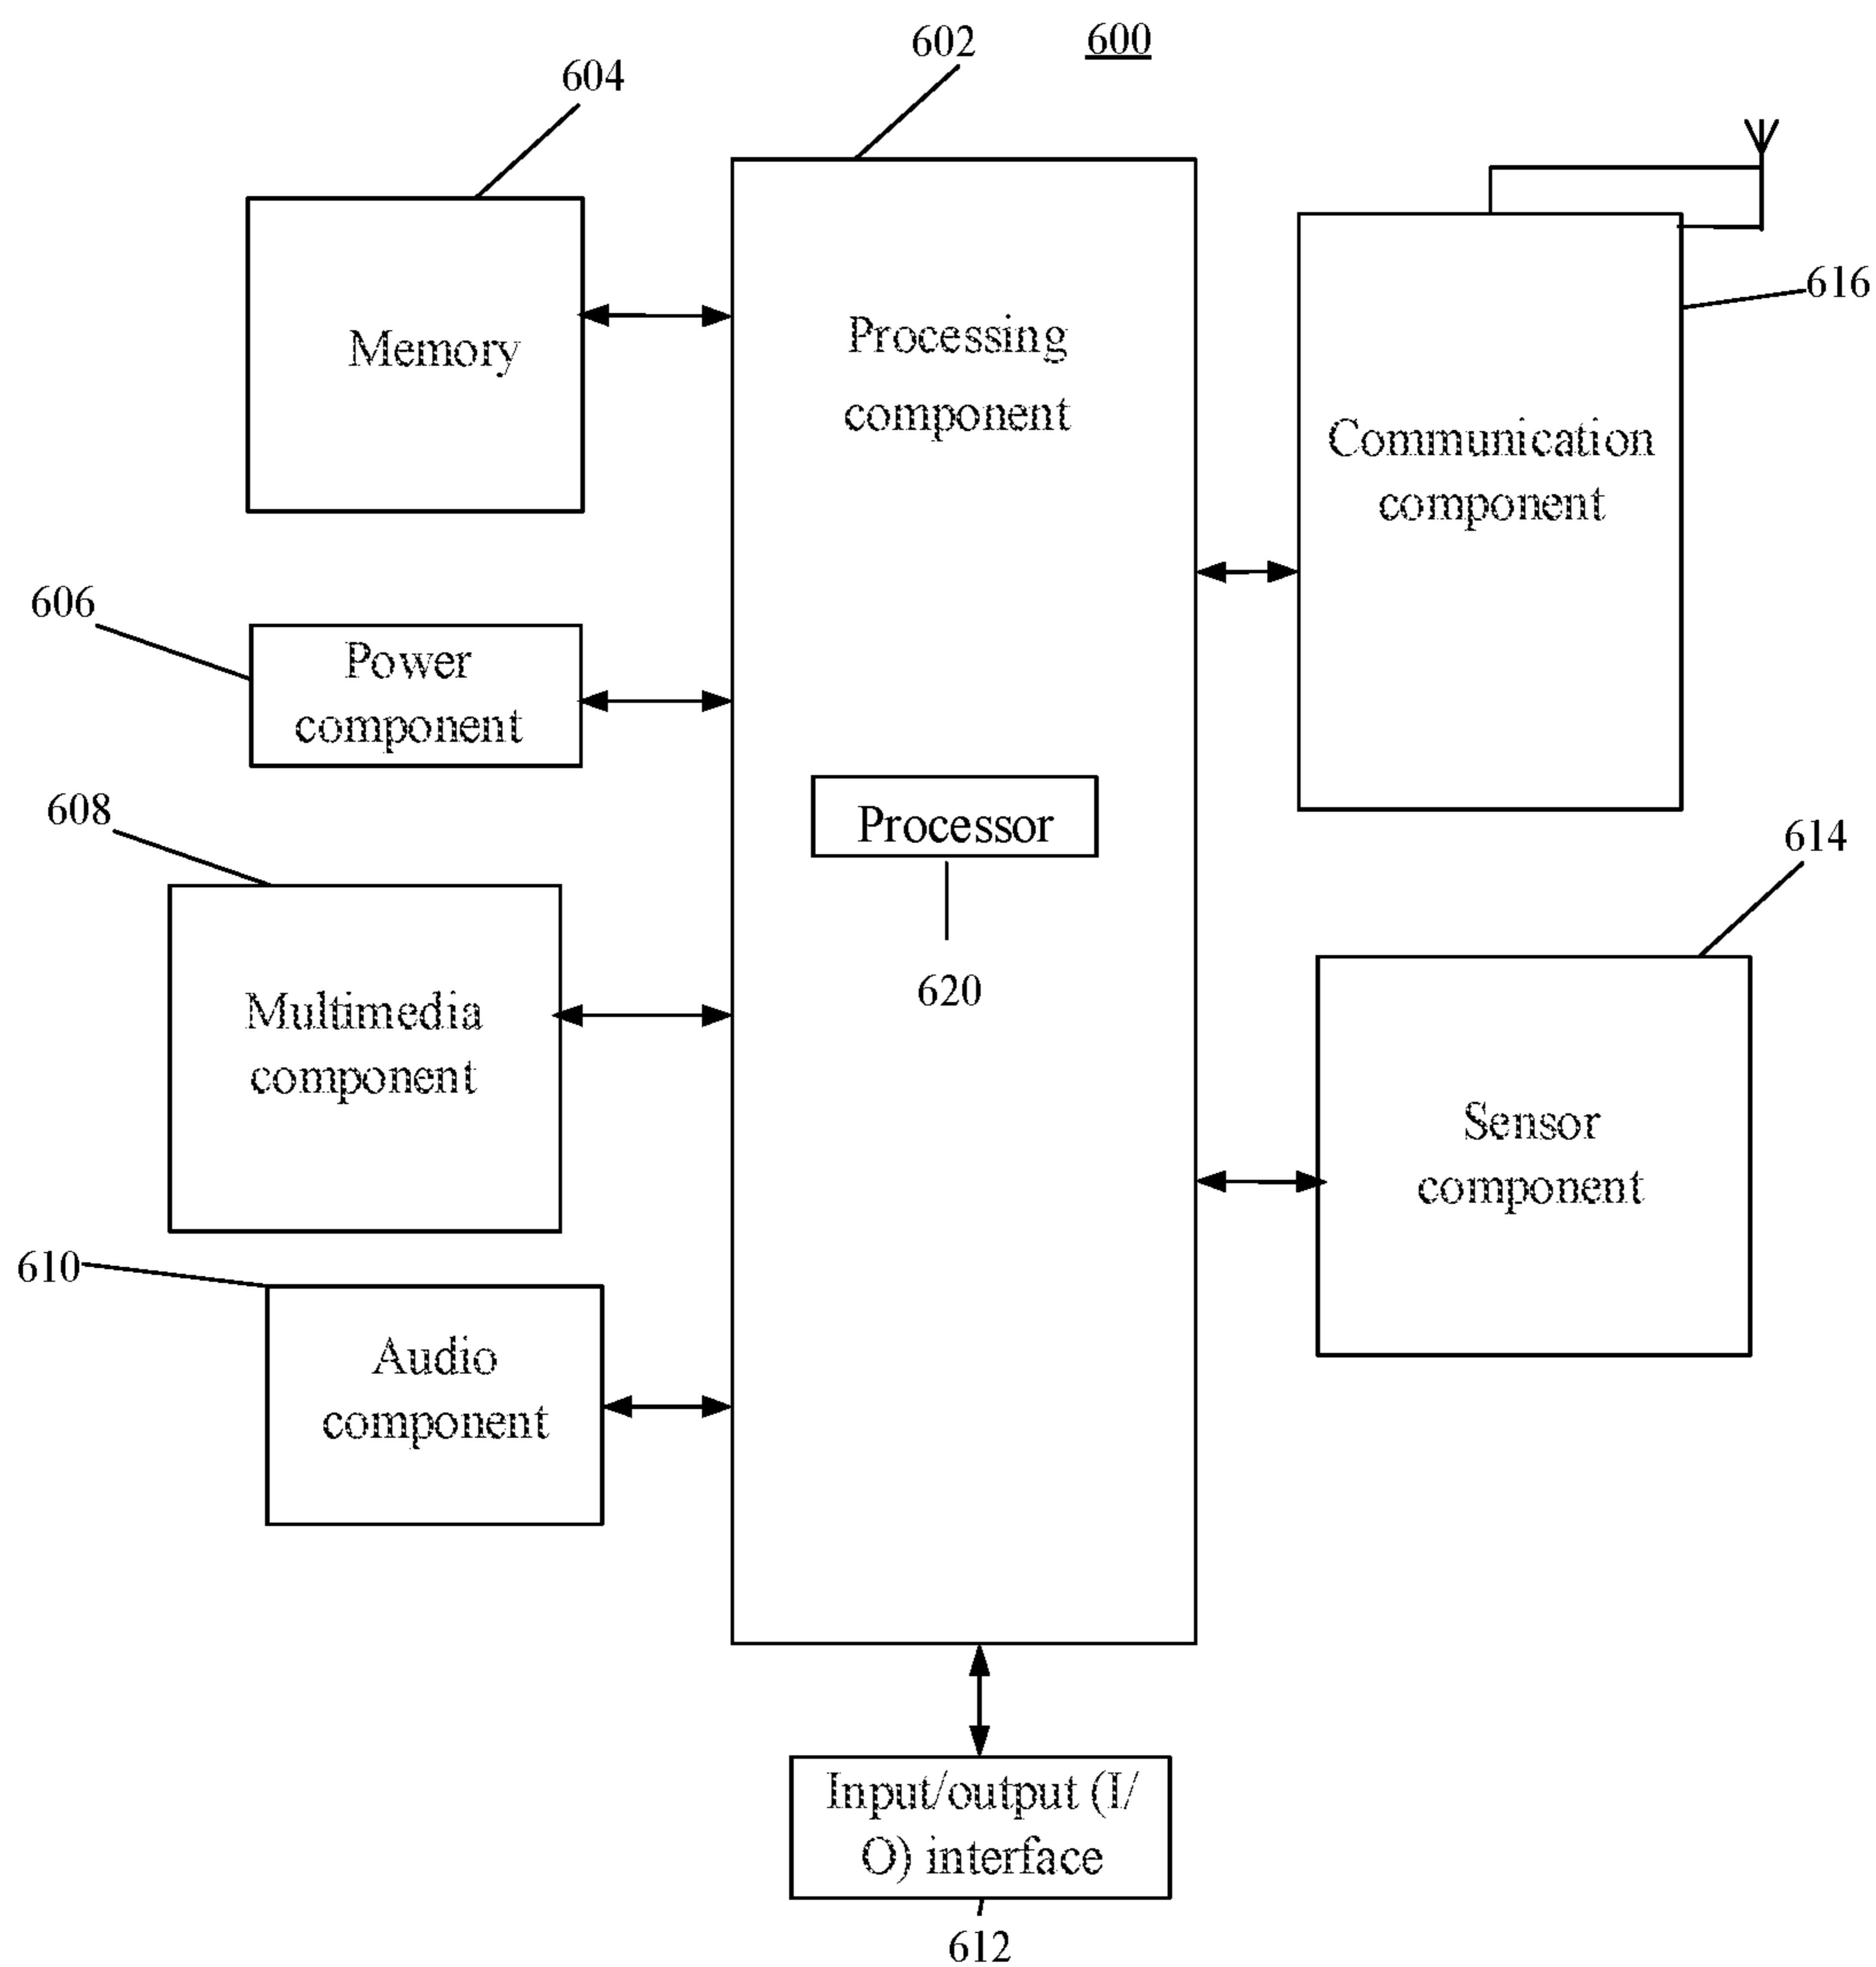 602
600
604
616
Memory
Processing
component
Communication
component
606
Power
component
608
Processor
614
620
Multimedia
component
Sensor
component
610
Audio
component
Input/output (I/
O) interface
612